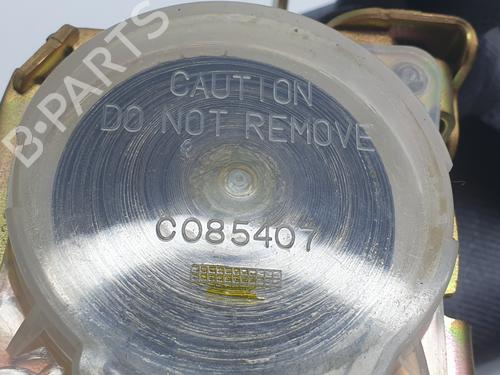 B-PARTS
CAUTION
DO NOT REMOVE
C085407